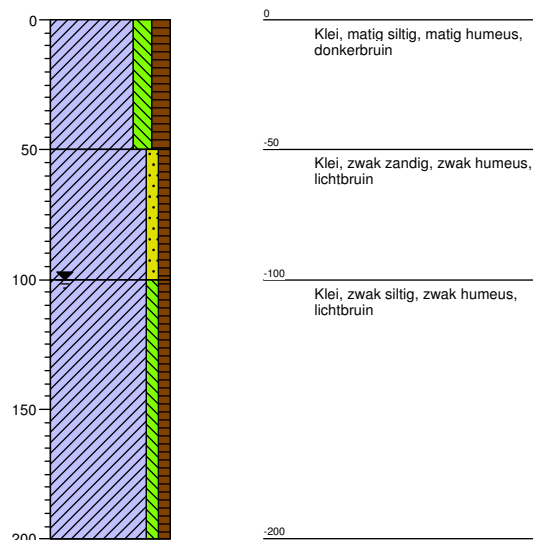 0
50
100
150
200
0
Klei, matig siltig, matig humeus,
donkerbruin
-50
Klei, zwak zandig, zwak humeus,
lichtbruin
-100
Klei, zwak siltig, zwak humeus,
lichtbruin
-200